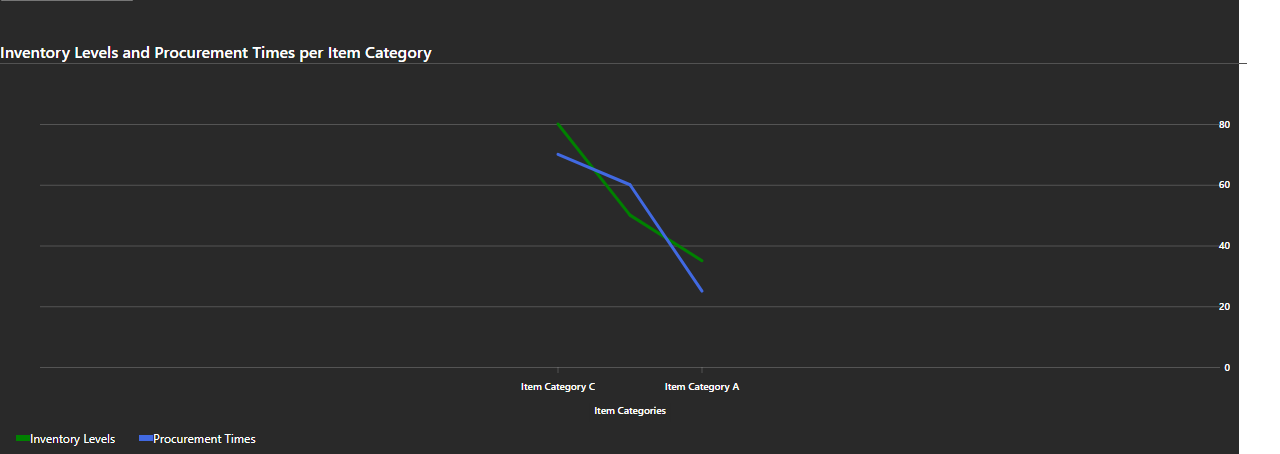 Inventory Levels and Procurement Times per Item Category
80
60
40
20
0
Item Category C Item Category A
Item Categories
Inventory Levels Procurement Times